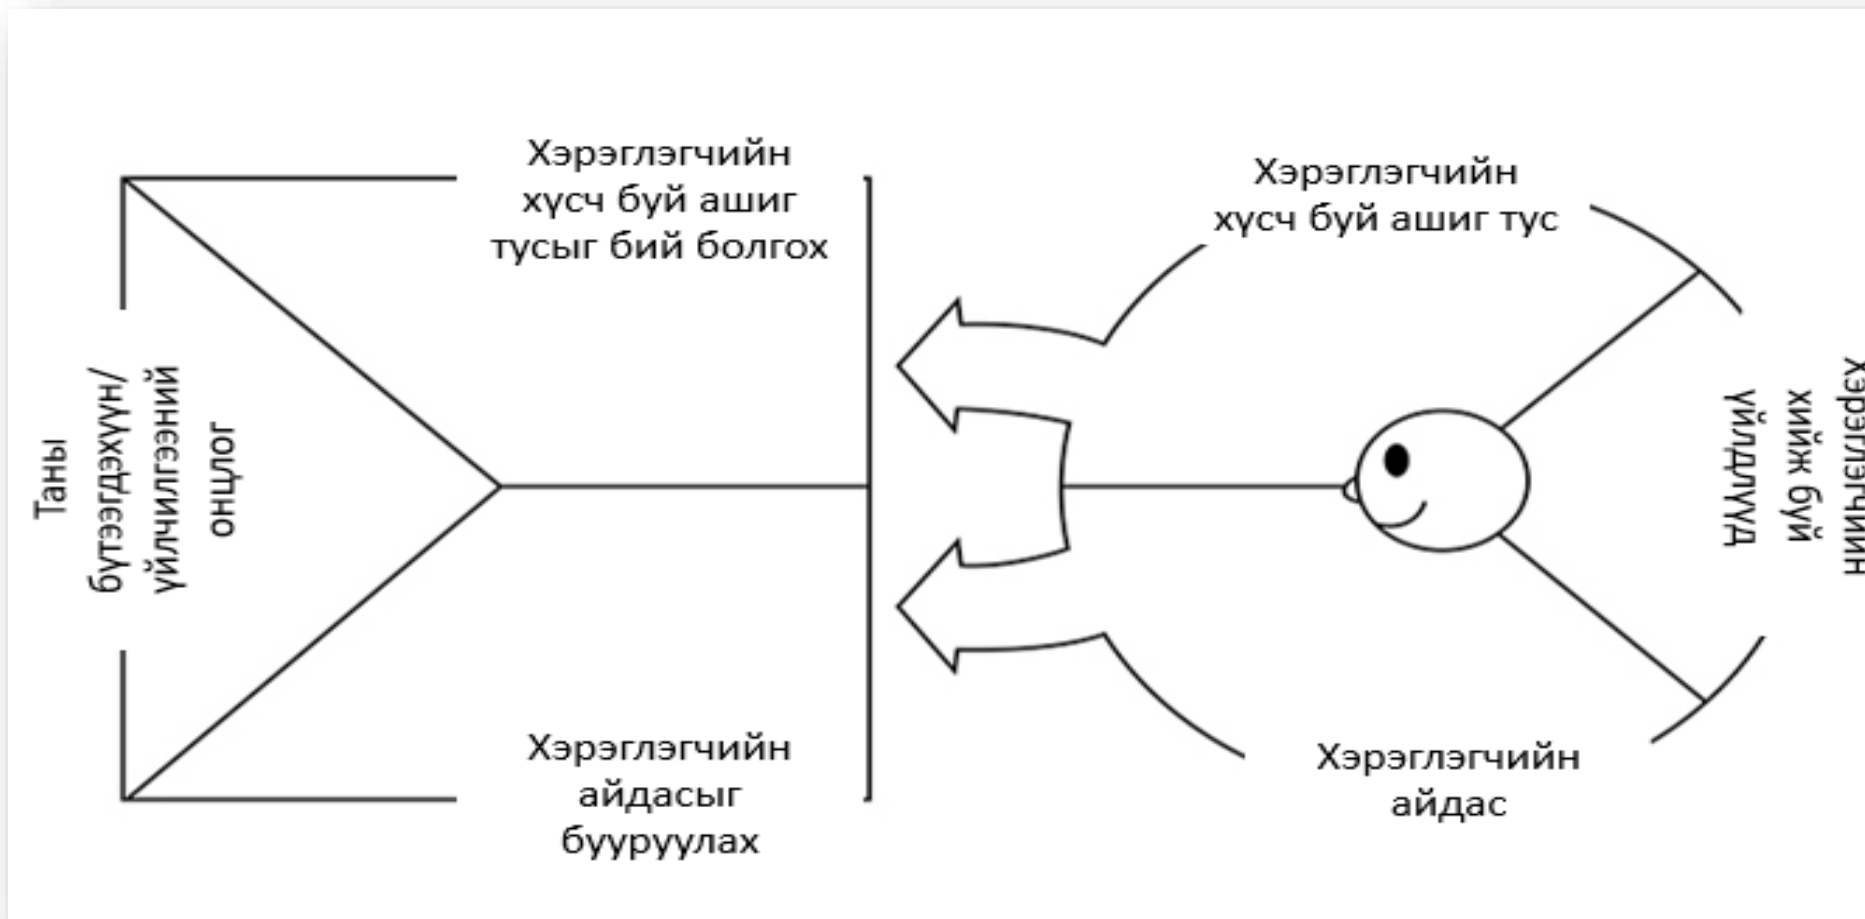 Хэрэглэгчийн
хүсч буй ашиг
тусыг бий болгох
Хэрэглэгчийн
хүсч буй ашиг тус
Таны
бүтээгдэхүүн/
үйлчилгээний
онцлог
Хэрэглэгчийн
хийж буй
үйлдлүүд
Хэрэглэгчийн
айдасыг
бууруулах
Хэрэглэгчийн
айдас